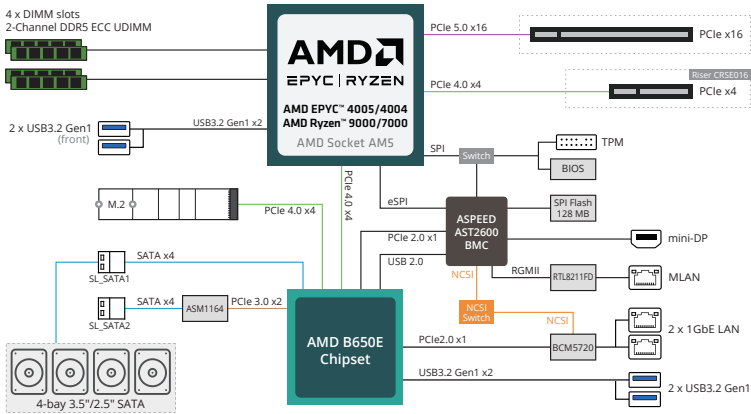 4 x DIMM slots
2-Channel DDR5 ECC UDIMM
AMD
EPYC | RYZEN
AMD EPYC™ 4005/4004
AMD Ryzen™ 9000/7000
AMD Socket AM5
PCIe 5.0 x16
PCIe x16
Riser CRSE016
PCIe 4.0 x4
PCIe x4
2 x USB3.2 Gen1
(front)
USB3.2 Gen1 x2
SPI
Switch
TPM
BIOS
M.2
PCIe 4.0 x4
PCIe 4.0 x4
eSPI
ASPEED
AST2600
BMC
SPI Flash
128 MB
PCIe 2.0 x1
mini-DP
USB 2.0
SATA x4
SL_SATA1
NCSI
RGMII
RTL8211FD
MLAN
SATA x4
SL_SATA2
ASM1164
PCIe 3.0 x2
NCSI
Switch
NCSI
AMD B650E
Chipset
PCIe2.0 x1
BCM5720
2 x 1GbE LAN
USB3.2 Gen1 x2
2 x USB3.2 Gen1
4-bay 3.5"/2.5" SATA